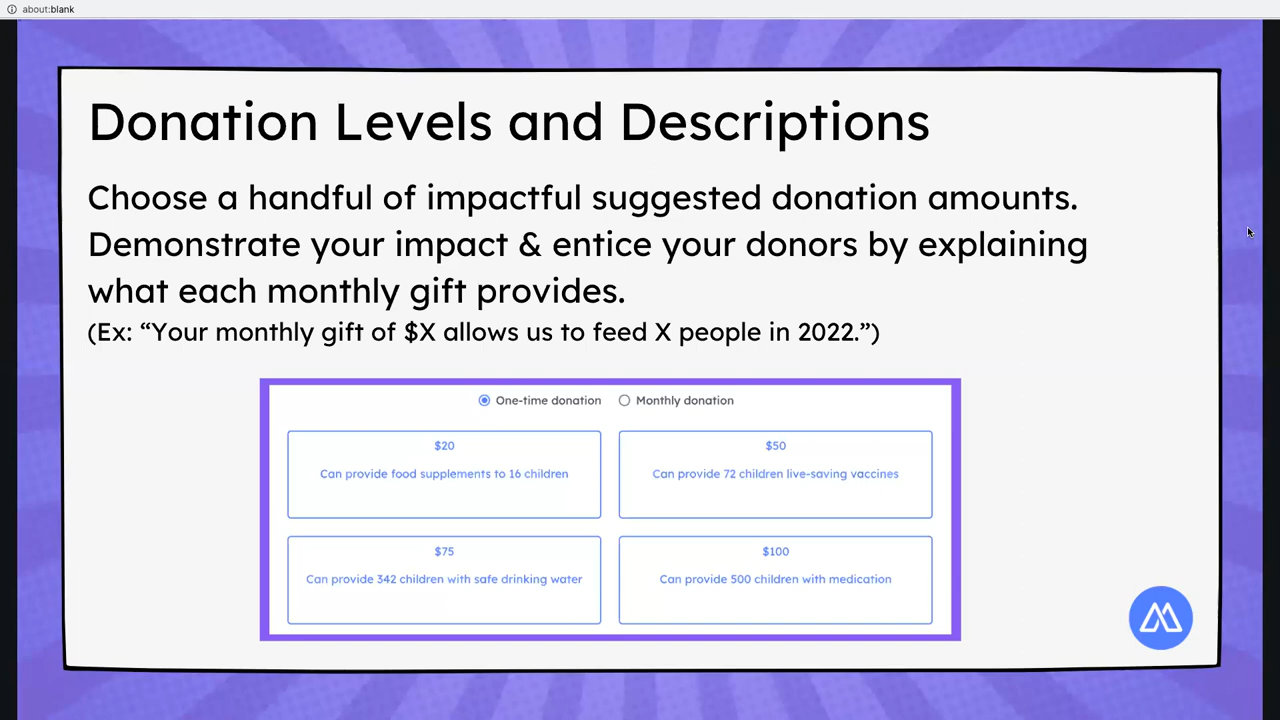 about:blank
Donation Levels and Descriptions
Choose a handful of impactful suggested donation amounts.
Demonstrate your impact & entice your donors by explaining
what each monthly gift provides.
(Ex: “Your monthly gift of $X allows us to feed X people in 2022.”)
One-time donation Monthly donation
$20
Can provide food supplements to 16 children
$50
Can provide 72 children live-saving vaccines
$75
Can provide 342 children with safe drinking water
$100
Can provide 500 children with medication